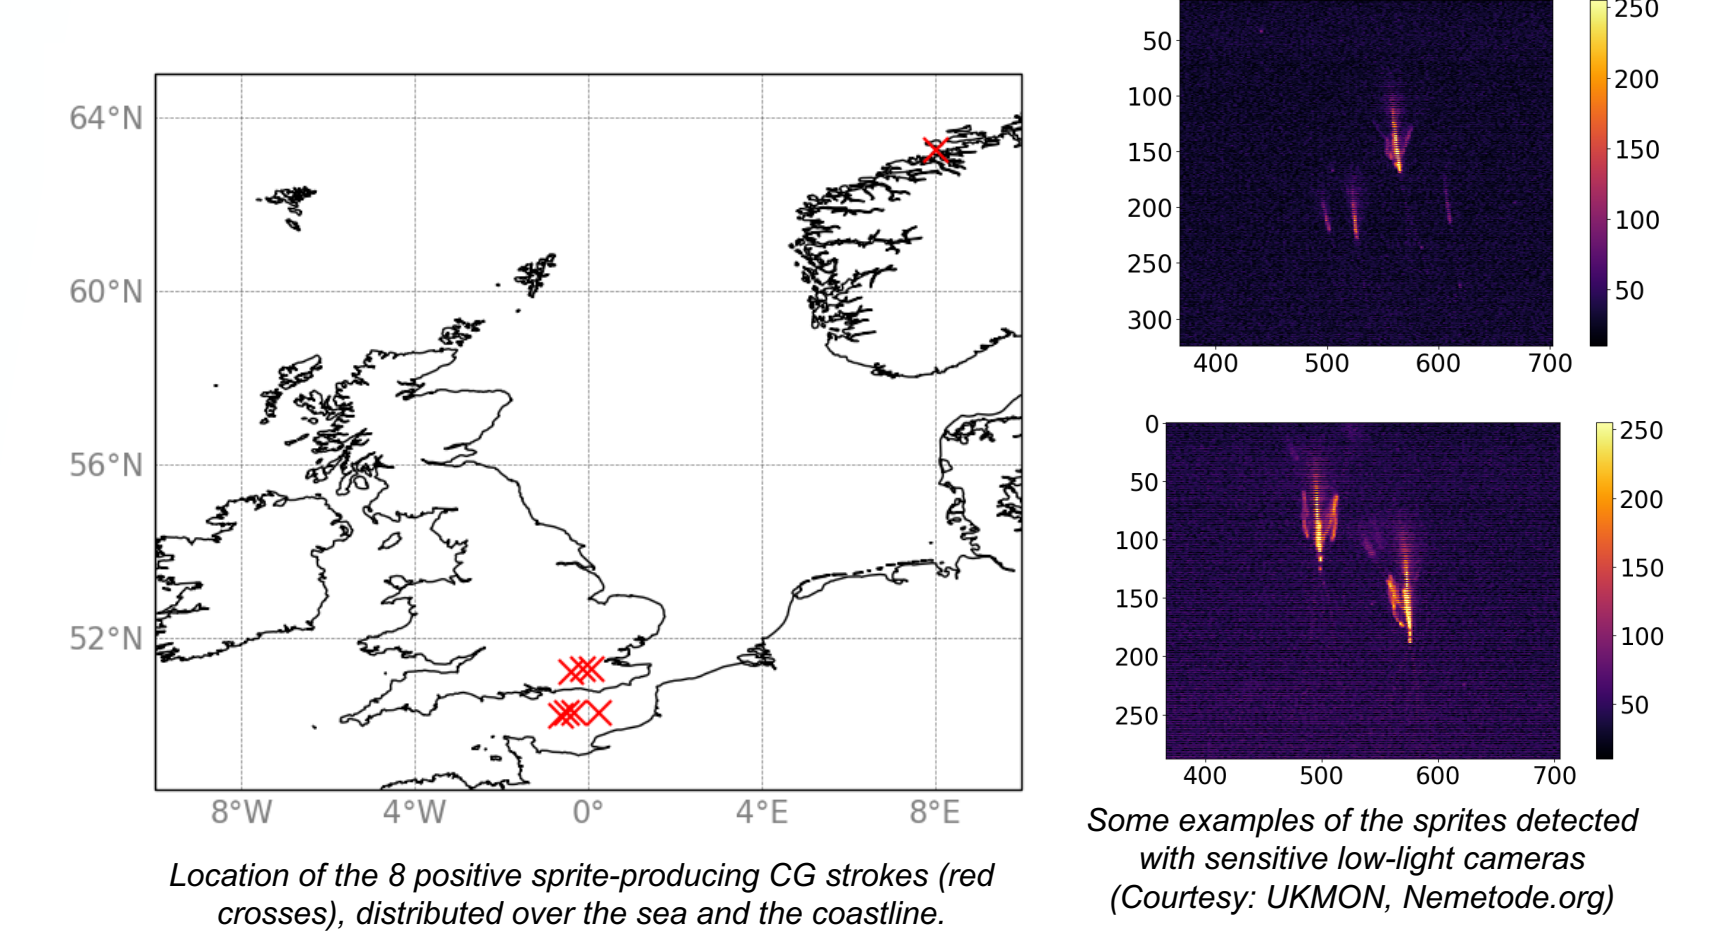 64°N
60°N
56°N
52°N
8°W 4°W 0° 4°E 8°E
Location of the 8 positive sprite-producing CG strokes (red
crosses), distributed over the sea and the coastline.
50
100
150
200
250
300
400 500 600 700
250
200
150
100
50
0
50
100
150
200
250
400 500 600 700
250
200
150
100
50
Some examples of the sprites detected
with sensitive low-light cameras
(Courtesy: UKMON, Nemetode.org)